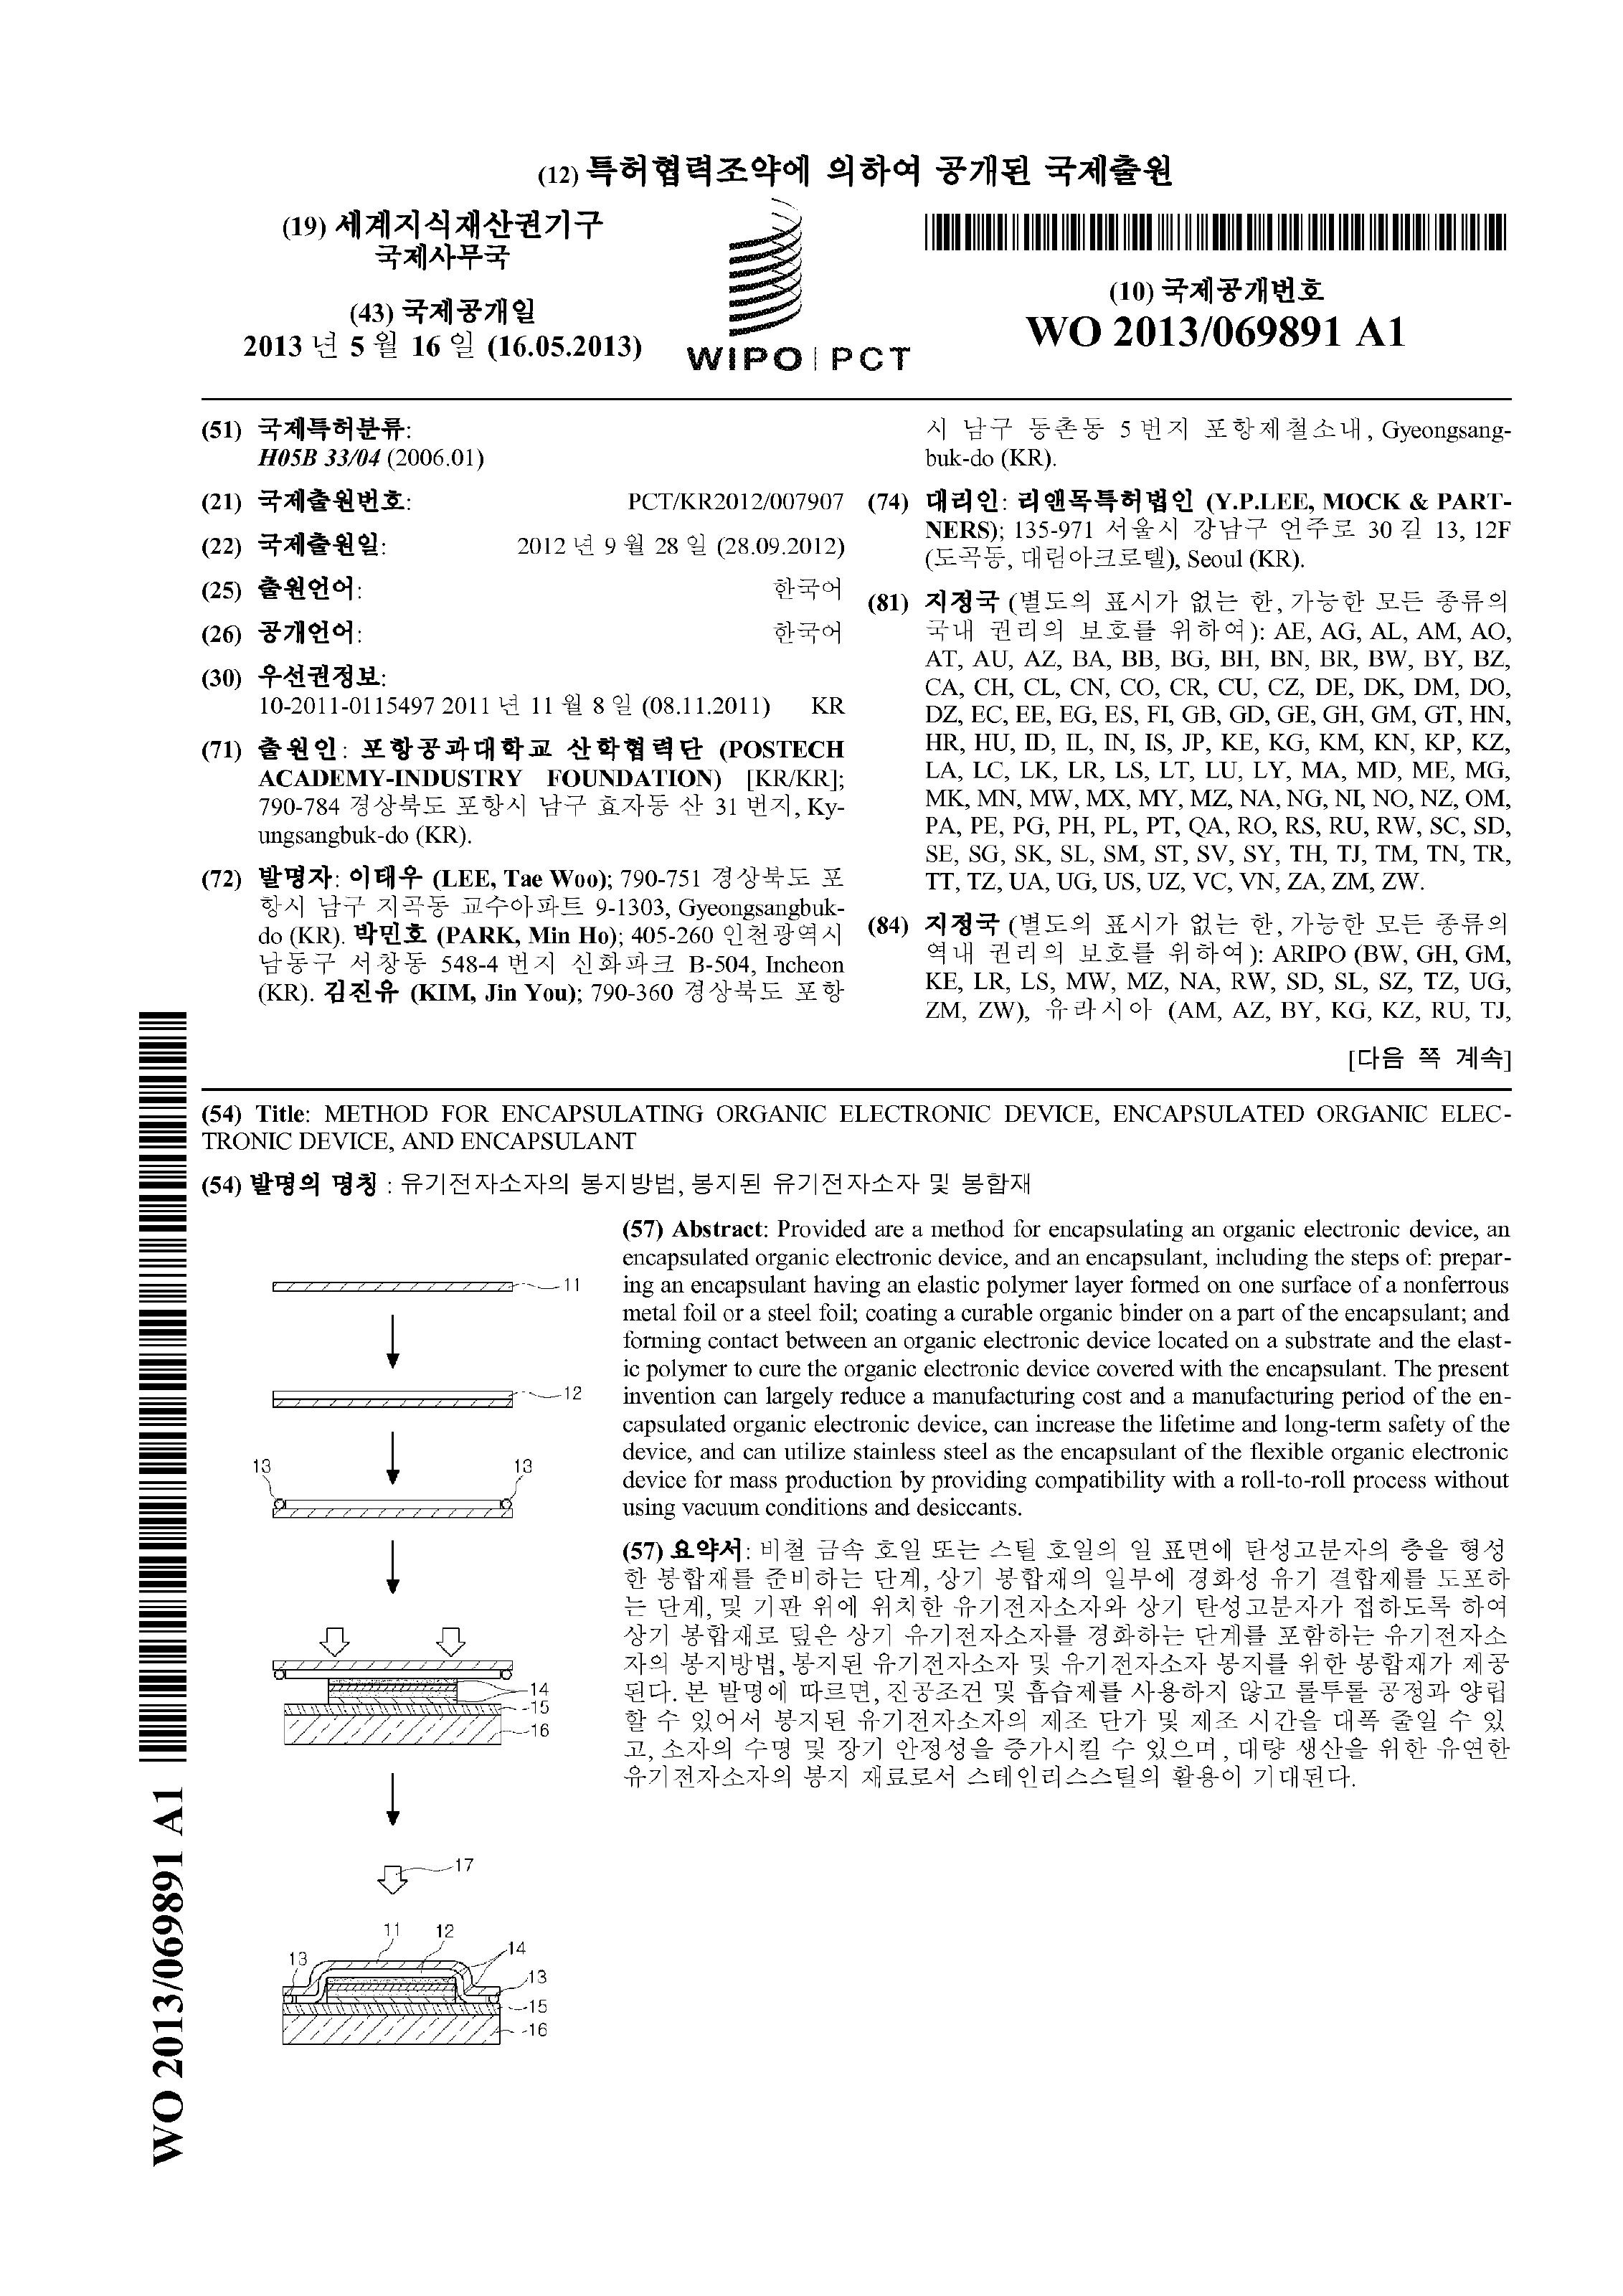 (12) 특허협력조약에 의하여 공개된 국제출원
(19) 세계지식재산권기구
국제사무국
(43) 국제공개일
2013 년 5 월 16 일 (16.05.2013)
WIPO | PCT
(10) 국제공개번호
WO 2013/069891 A1
(51) 국제특허분류:
H05B 33/04 (2006.01)
(21) 국제출원번호: PCT/KR2012/007907
(22) 국제출원일: 2012 년 9 월 28 일 (28.09.2012)
(25) 출원언어: 한국어
(26) 공개언어: 한국어
(30) 우선권정보:
10-2011-0115497 2011 년 11 월 8 일 (08.11.2011) KR
(71) 출원인: 포항공과대학교 산학협력단 (POSTECH
ACADEMY-INDUSTRY FOUNDATION) [KR/KR];
790-784 경상북도 포항시 남구 효자동 산 31 번지, Ky-
ungsangbuk-do (KR).
(72) 발명자: 이태우 (LEE, Tae Woo); 790-751 경상북도 포
항시 남구 지곡동 교수아파트 9-1303, Gyeongsangbuk-
do (KR). 박민호 (PARK, Min Ho); 405-260 인천광역시
남동구 서창동 548-4 번지 신화파크 B-504, Incheon
(KR). 김진유 (KIM, Jin You); 790-360 경상북도 포항
시 남구 동촌동 5 번지 포항제철소내, Gyeongsang-
buk-do (KR).
(74) 대리인: 리앤목특허법인 (Y.P.LEE, MOCK & PART-
NERS); 135-971 서울시 강남구 언주로 30 길 13, 12F
(도곡동, 대림아크로텔), Seoul (KR).
(81) 지정국 (별도의 표시가 없는 한, 가능한 모든 종류의
국내 권리의 보호를 위하여): AE, AG, AL, AM, AO,
AT, AU, AZ, BA, BB, BG, BH, BN, BR, BW, BY, BZ,
CA, CH, CL, CN, CO, CR, CU, CZ, DE, DK, DM, DO,
DZ, EC, EE, EG, ES, FI, GB, GD, GE, GH, GM, GT, HN,
HR, HU, ID, IL, IN, IS, JP, KE, KG, KM, KN, KP, KZ,
LA, LC, LK, LR, LS, LT, LU, LY, MA, MD, ME, MG,
MK, MN, MW, MX, MY, MZ, NA, NG, NI, NO, NZ, OM,
PA, PE, PG, PH, PL, PT, QA, RO, RS, RU, RW, SC, SD,
SE, SG, SK, SL, SM, ST, SV, SY, TH, TJ, TM, TN, TR,
TT, TZ, UA, UG, US, UZ, VC, VN, ZA, ZM, ZW.
(84) 지정국 (별도의 표시가 없는 한, 가능한 모든 종류의
역내 권리의 보호를 위하여): ARIPO (BW, GH, GM,
KE, LR, LS, MW, MZ, NA, RW, SD, SL, SZ, TZ, UG,
ZM, ZW), 유라시아 (AM, AZ, BY, KG, KZ, RU, TJ,
[다음 쪽 계속]
(54) Title: METHOD FOR ENCAPSULATING ORGANIC ELECTRONIC DEVICE, ENCAPSULATED ORGANIC ELEC-
TRONIC DEVICE, AND ENCAPSULANT
(54) 발명의 명칭 : 유기전자소자의 봉지방법, 봉지된 유기전자소자 및 봉합재
11
12
13
13
14
15
16
17
11
12
13
14
13
15
16
(57) Abstract: Provided are a method for encapsulating an organic electronic device, an
encapsulated organic electronic device, and an encapsulant, including the steps of: prepar-
ing an encapsulant having an elastic polymer layer formed on one surface of a nonferrous
metal foil or a steel foil; coating a curable organic binder on a part of the encapsulant; and
forming contact between an organic electronic device located on a substrate and the elast-
ic polymer to cure the organic electronic device covered with the encapsulant. The present
invention can largely reduce a manufacturing cost and a manufacturing period of the en-
capsulated organic electronic device, can increase the lifetime and long-term safety of the
device, and can utilize stainless steel as the encapsulant of the flexible organic electronic
device for mass production by providing compatibility with a roll-to-roll process without
using vacuum conditions and desiccants.
(57) 요약서: 비철 금속 호일 또는 스틸 호일의 일 표면에 탄성고분자의 층을 형성
한 봉합재를 준비하는 단계, 상기 봉합재의 일부에 경화성 유기 결합제를 도포하
는 단계, 및 기판 위에 위치한 유기전자소자와 상기 탄성고분자가 접하도록 하여
상기 봉합재로 덮은 상기 유기전자소자를 경화하는 단계를 포함하는 유기전자소
자의 봉지방법, 봉지된 유기전자소자 및 유기전자소자 봉지를 위한 봉합재가 제공
된다. 본 발명에 따르면, 진공조건 및 흡습제를 사용하지 않고 롤투롤 공정과 양립
할 수 있어서 봉지된 유기전자소자의 제조 단가 및 제조 시간을 대폭 줄일 수 있
고, 소자의 수명 및 장기 안정성을 증가시킬 수 있으며, 대량 생산을 위한 유연한
유기전자소자의 봉지 재료로서 스테인리스스틸의 활용이 기대된다.
WO 2013/069891 A1